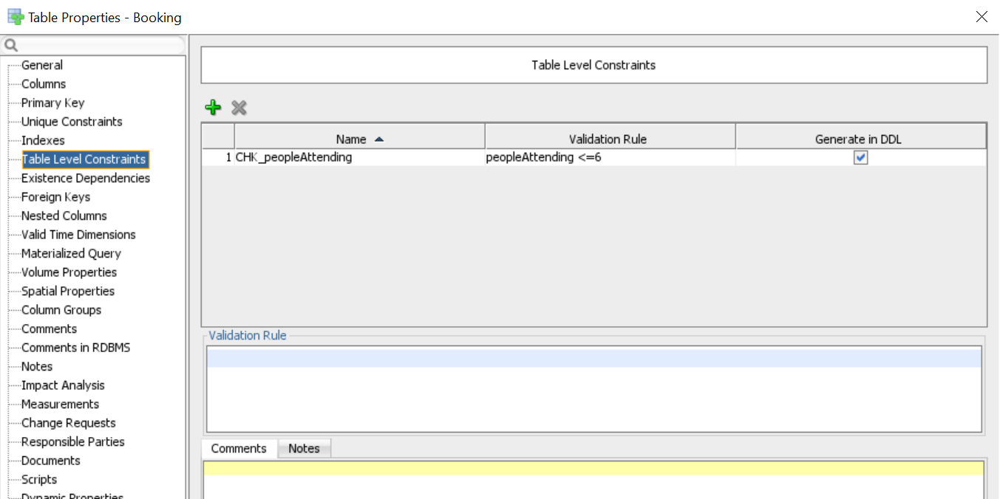 Table Properties - Booking
General
Columns
Primary Key
Unique Constraints
Indexes
Table Level Constraints
Existence Dependencies
Foreign Keys
Nested Columns
Valid Time Dimensions
Materialized Query
Volume Properties
Spatial Properties
Column Groups
Comments
Comments in RDBMS
Notes
Impact Analysis
Measurements
Change Requests
Responsible Parties
Documents
Scripts
Dynamic Properties
Table Level Constraints
Name Validation Rule Generate in DDL
1 CHK_peopleAttending peopleAttending <=6
Validation Rule
Comments Notes